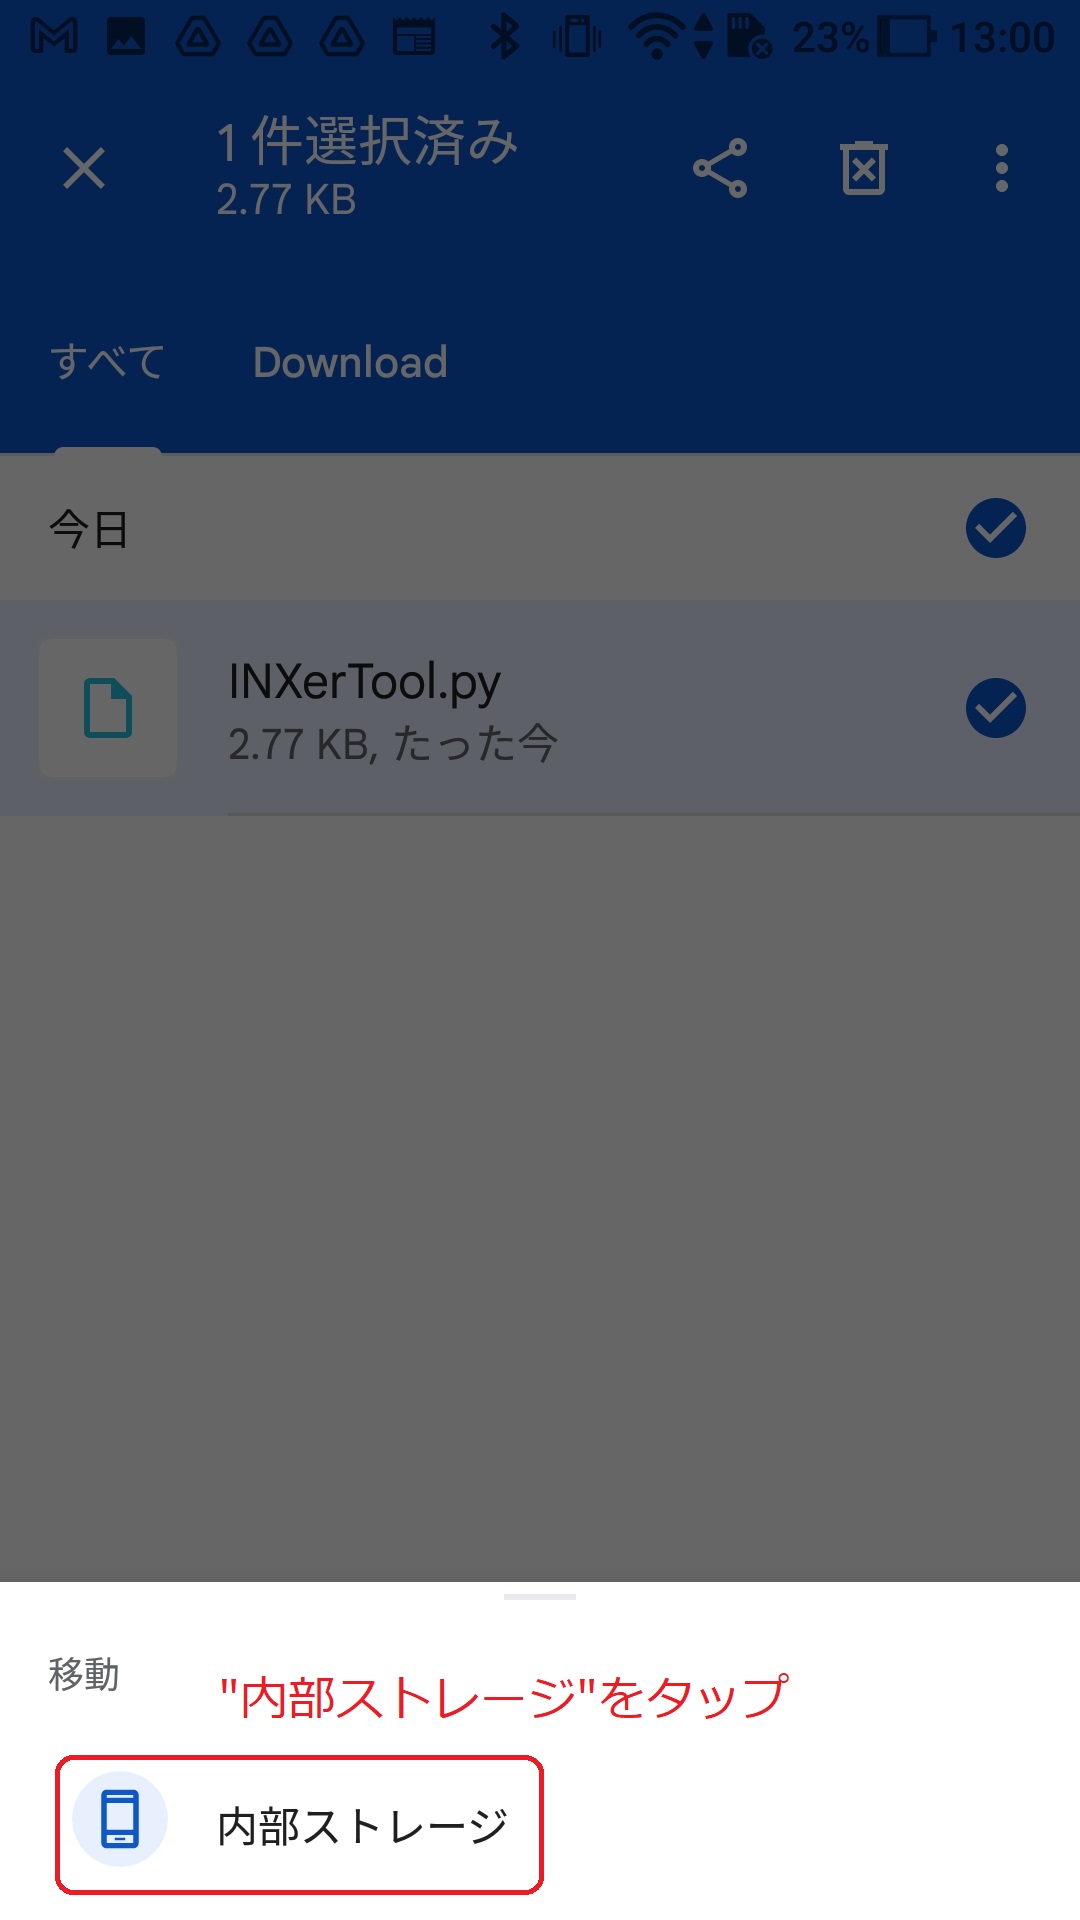 23% 13:00
1 件選択済み
2.77 KB
すべて Download
今日
INXerTool.py
2.77 KB, たった今
移動
"内部ストレージ"をタップ
内部ストレージ